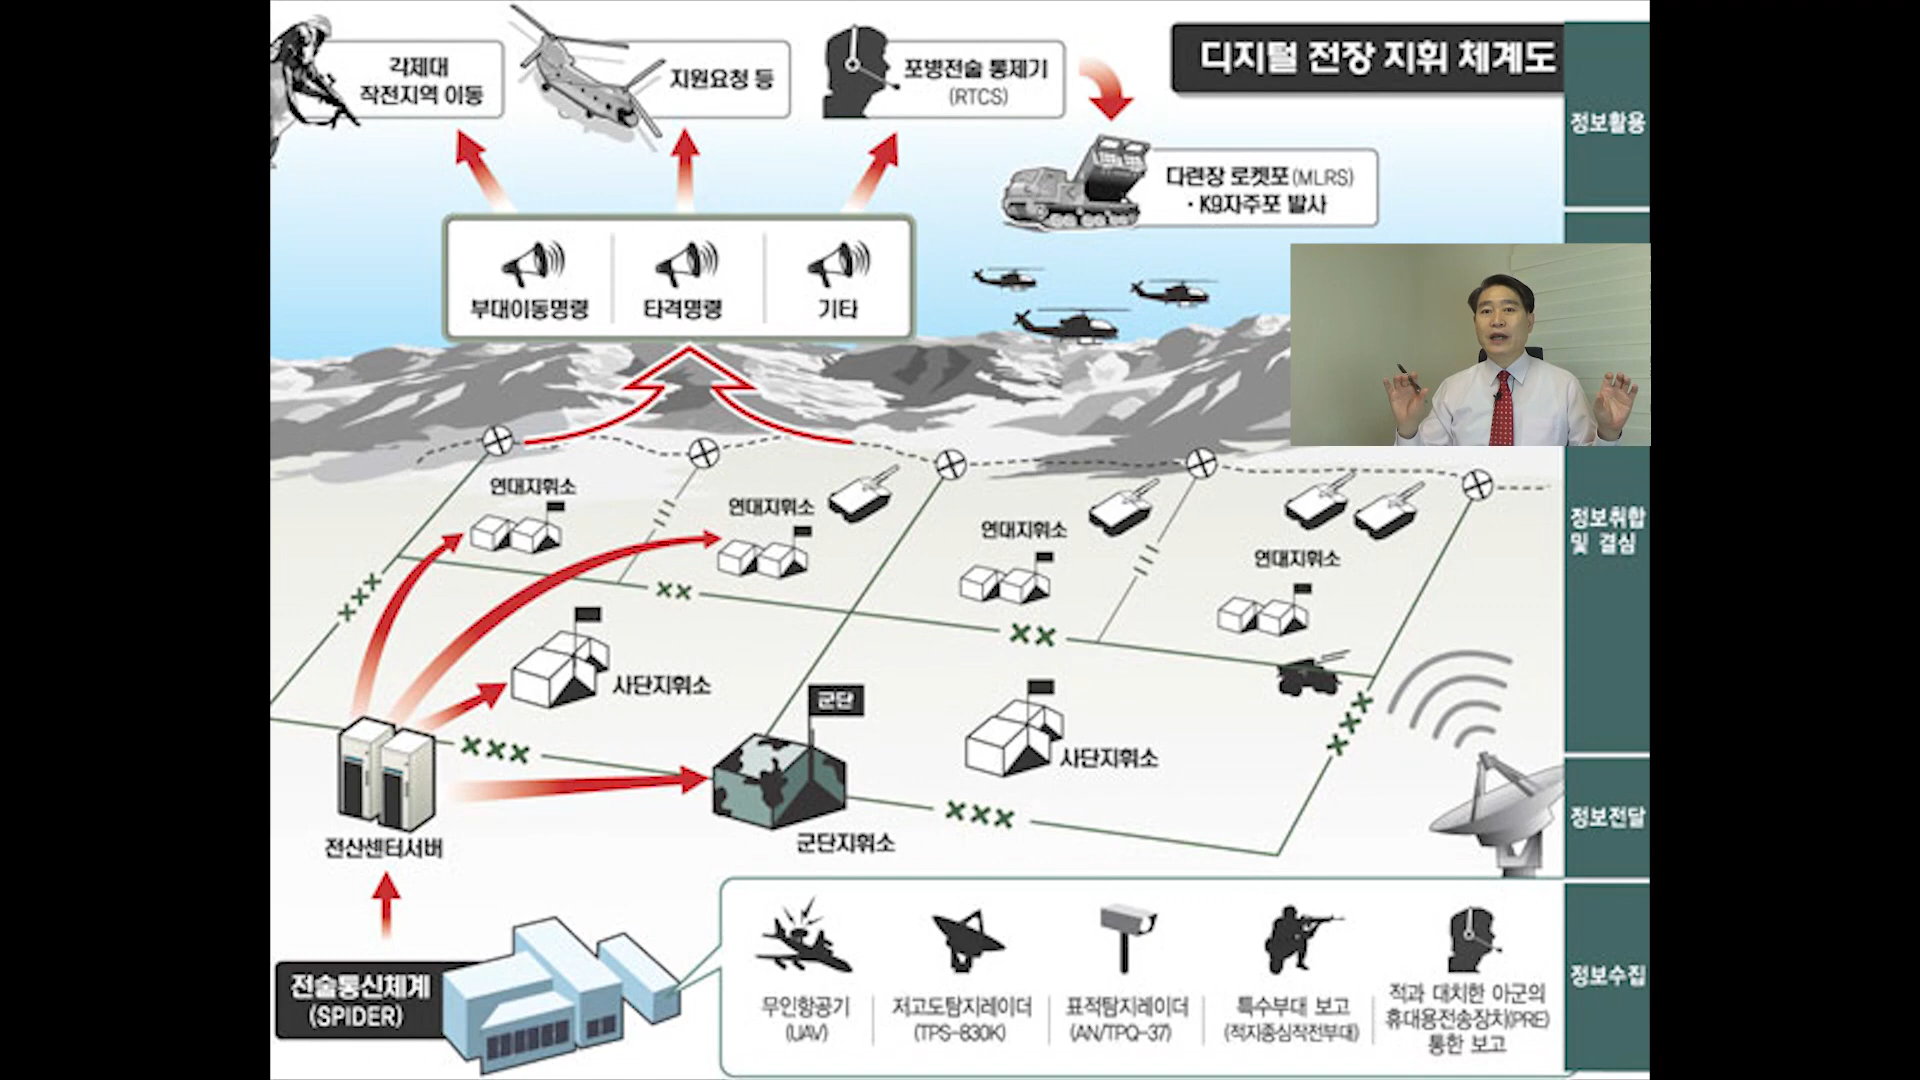 디지털 전장 지휘 체계도
각제대
작전지역 이동
지원요청 등
포병전술 통제기
(RTCS)
정보활용
다련장 로켓포(MLRS)
·K9자주포 발사
부대이동명령
타격명령
기타
연대지휘소
연대지휘소
연대지휘소
연대지휘소
정보취합
및 결심
사단지휘소
군단
사단지휘소
군단지휘소
전산센터서버
정보전달
전술통신체계
(SPIDER)
무인항공기
(UAV)
저고도탐지레이더
(TPS-830K)
표적탐지레이더
(AN/TPQ-37)
특수부대 보고
(적지종심작전부대)
적과 대치한 아군의
휴대용전송장치(PRE)
통한 보고
정보수집